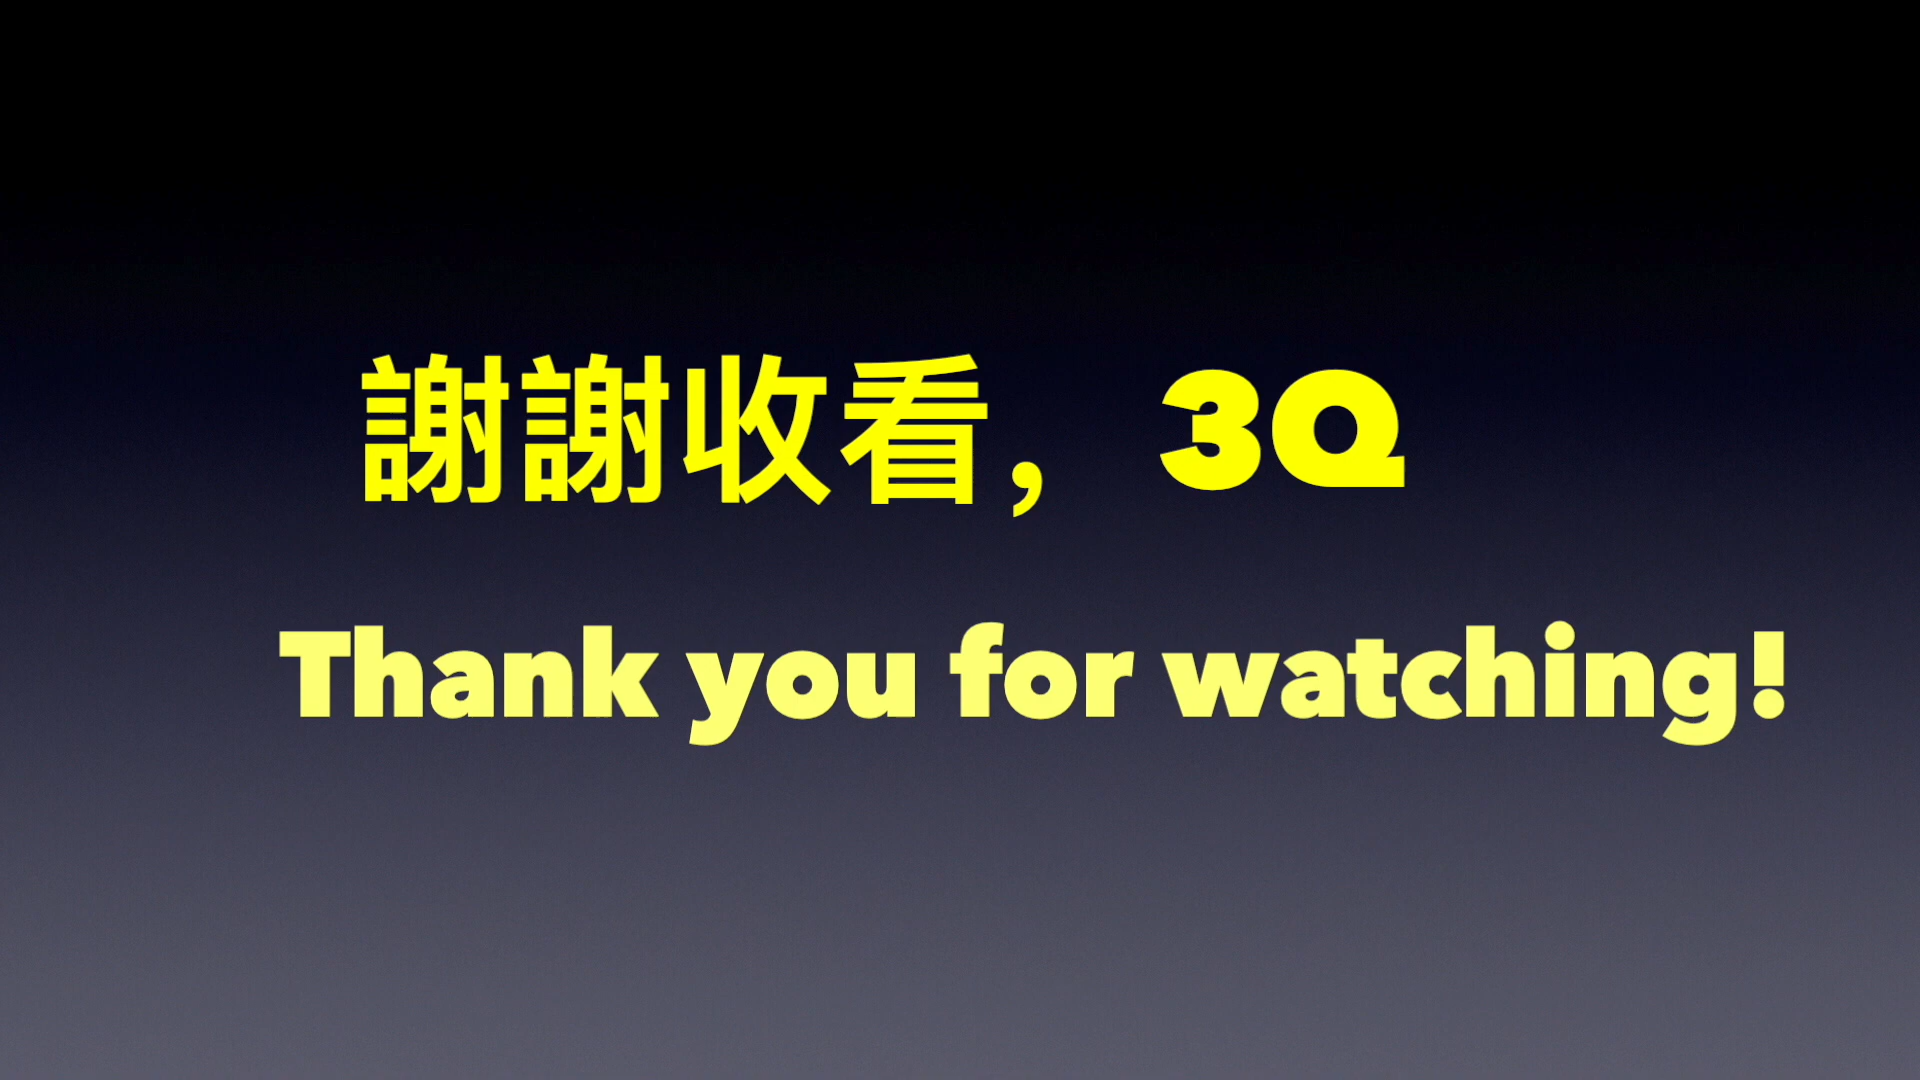 謝謝收看，3Q
Thank you for watching!